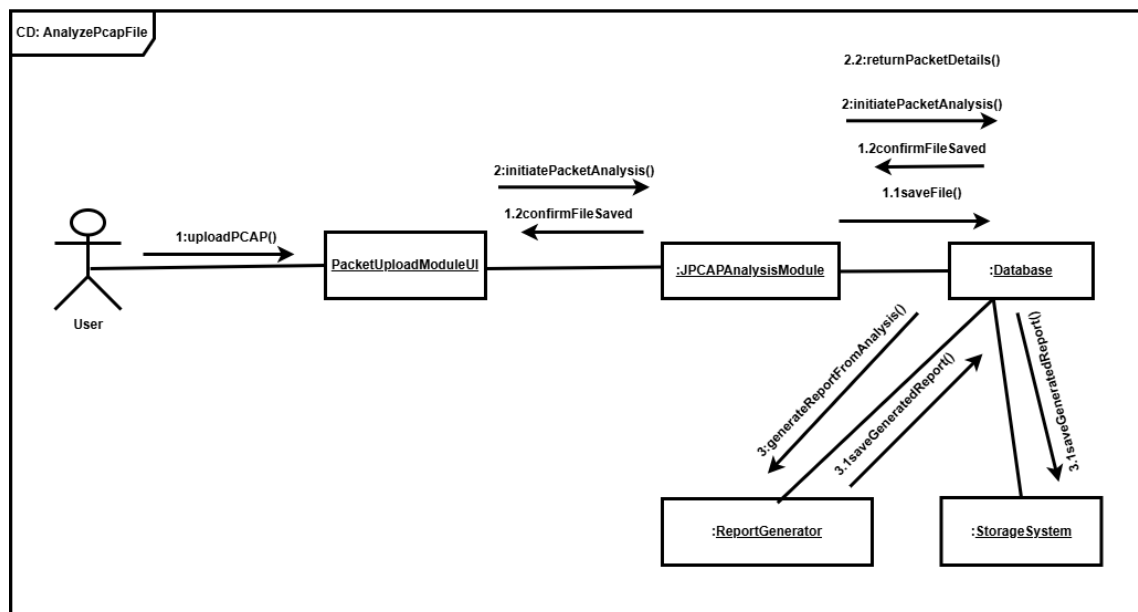 CD: AnalyzePcapFile
2.2:returnPacketDetails()
2:initiatePacketAnalysis()
1.2confirmFileSaved
1.1saveFile()
2:initiatePacketAnalysis()
1.2confirmFileSaved
1:uploadPCAP()
PacketUploadModuleUI
:JPCAPAnalysisModule
:Database
User
3:generateReportFromAnalysis()
3.1saveGeneratedReport()
3.1saveGeneratedReport()
:ReportGenerator
:StorageSystem